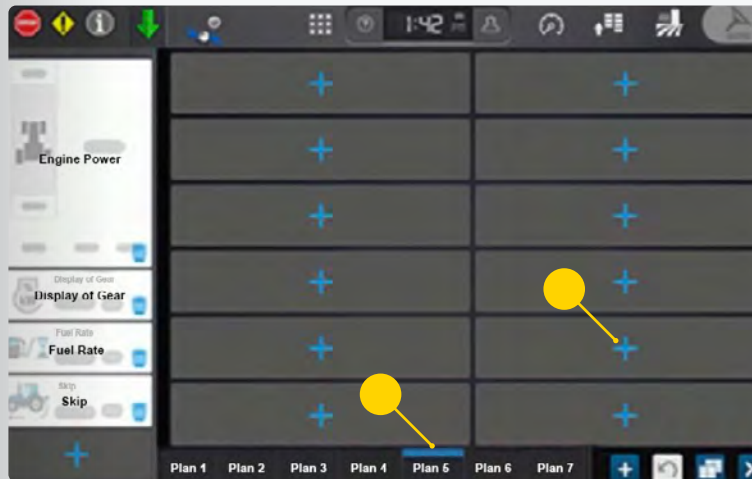 1:42
Engine Power
Display of Gear
Display of Gear
Fuel Rate
Fuel Rate
Skip
Skip
Plan 1 Plan 2 Plan 3 Plan 4 Plan 5 Plan 6 Plan 7